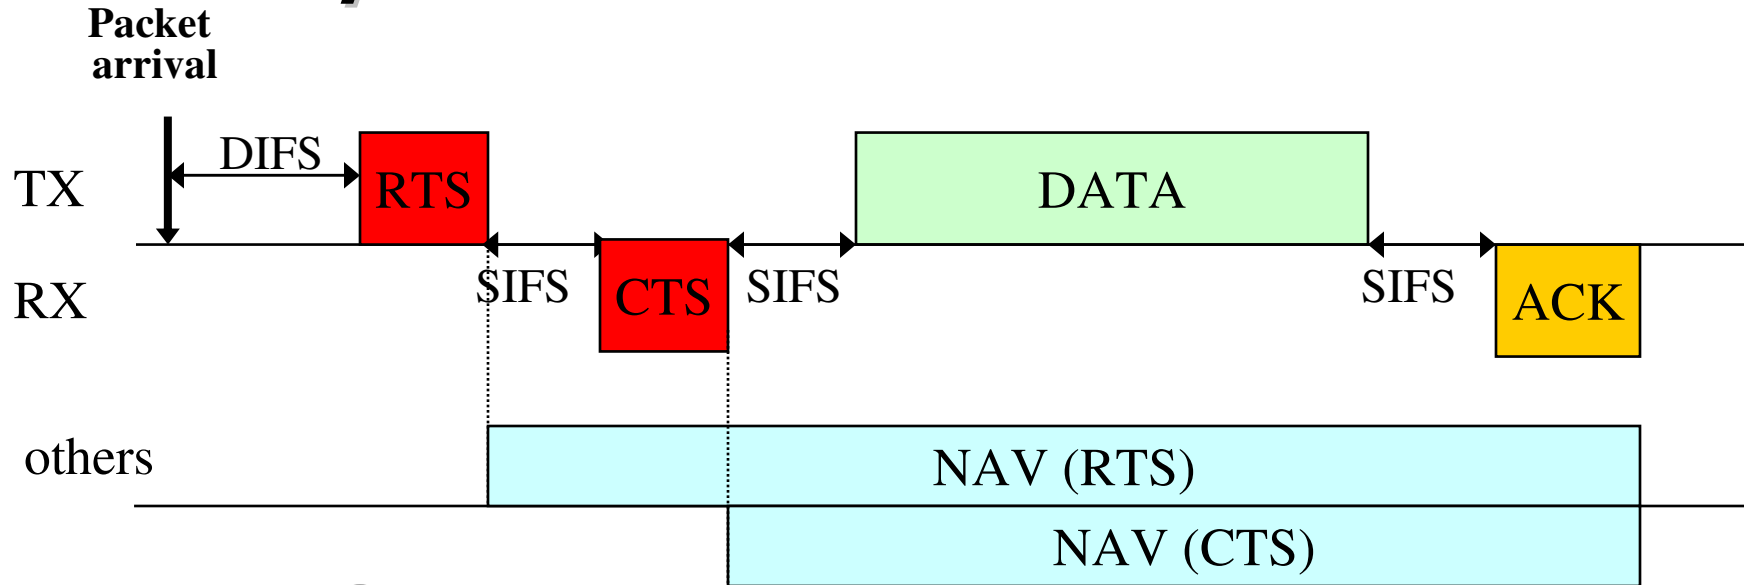 Packet
arrival
DIFS
TX
RTS
DATA
SIFS
SIFS
SIFS
RX
CTS
ACK
others
NAV (RTS)
NAV (CTS)